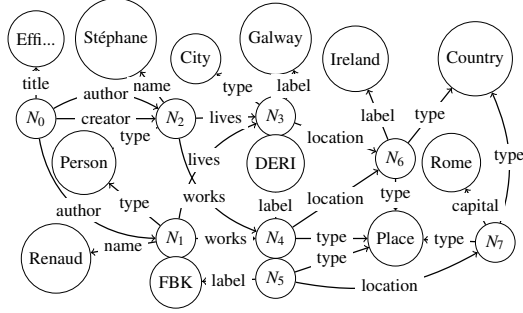 Effi...
Stéphane
City
Galway
Ireland
Country
title
name
type
label
author
label
type
N0
creator
N2
lives
N3
type
location
type
Person
lives
DERI
N6
Rome
type
works
label
location
type
capital
author
N1
works
N4
type
Place
type
N7
Renaud
name
FBK
label
N5
type
location